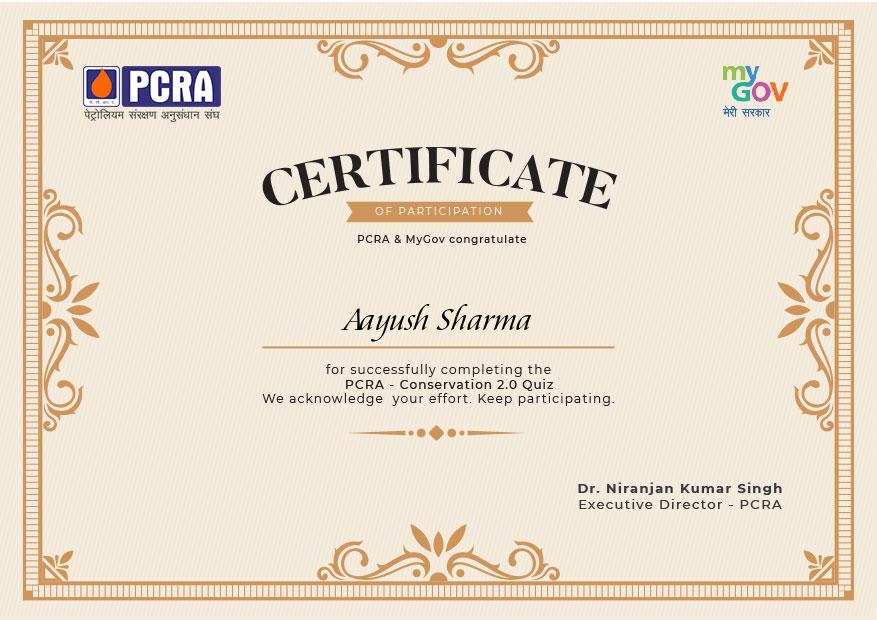 PCRA
पेट्रोलियम संरक्षण अनुसंधान संघ
my
GOV
मेरी सरकार
CERTIFICATE
OF PARTICIPATION
PCRA & MyGov congratulate
Aayush Sharma
for successfully completing the
PCRA - Conservation 2.0 Quiz
We acknowledge your effort. Keep participating.
Dr. Niranjan Kumar Singh
Executive Director - PCRA